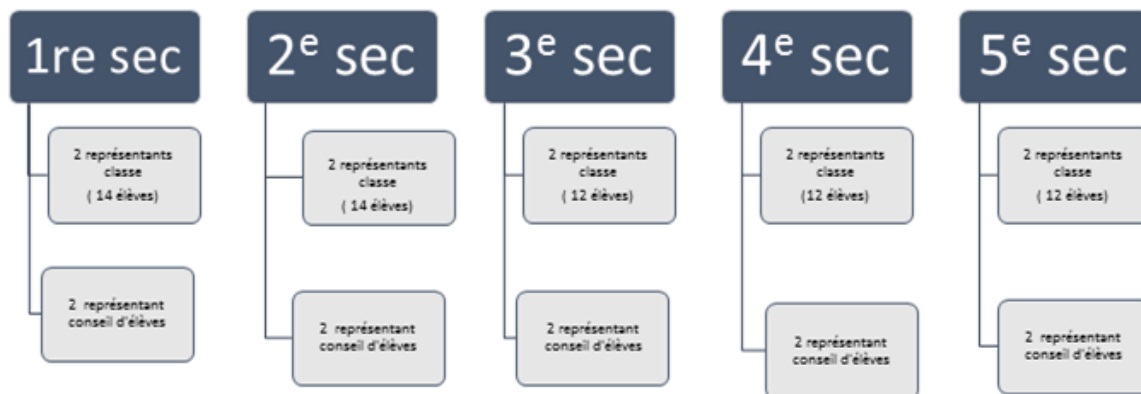 1re sec
2 représentants
classe
( 14 élèves)
2 représentant
conseil d'élèves
2e sec
2 représentants
classe
( 14 élèves)
2 représentant
conseil d'élèves
3e sec
2 représentants
classe
( 12 élèves)
2 représentant
conseil d'élèves
4e sec
2 représentants
classe
(12 élèves)
2 représentant
conseil d'élèves
5e sec
2 représentants
classe
( 12 élèves)
2 représentant
conseil d'élèves